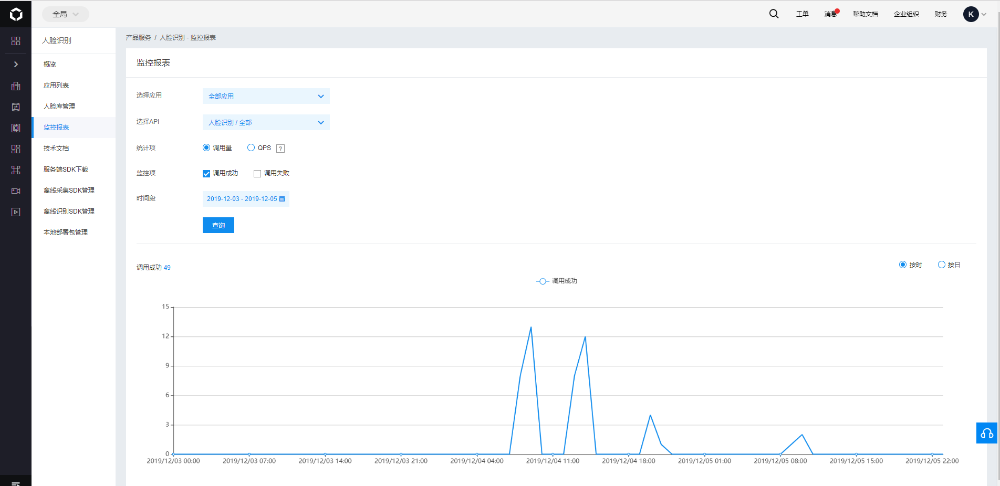 全局
工单 消息 帮助文档 企业组织 财务 K
人脸识别
概览
应用列表
人脸库管理
监控报表
技术文档
服务端SDK下载
离线采集SDK管理
离线识别SDK管理
本地部署包管理
产品服务 / 人脸识别 - 监控报表
监控报表
选择应用 全部应用
选择API 人脸识别 / 全部
统计项 调用量 QPS ?
监控项 调用成功 调用失败
时间段 2019-12-03 - 2019-12-05
查询
调用成功 49
按时 按日
调用成功
15
12
9
6
3
0
2019/12/03 00:00 2019/12/03 07:00 2019/12/03 14:00 2019/12/03 21:00 2019/12/04 04:00 2019/12/04 11:00 2019/12/04 18:00 2019/12/05 01:00 2019/12/05 08:00 2019/12/05 15:00 2019/12/05 22:00